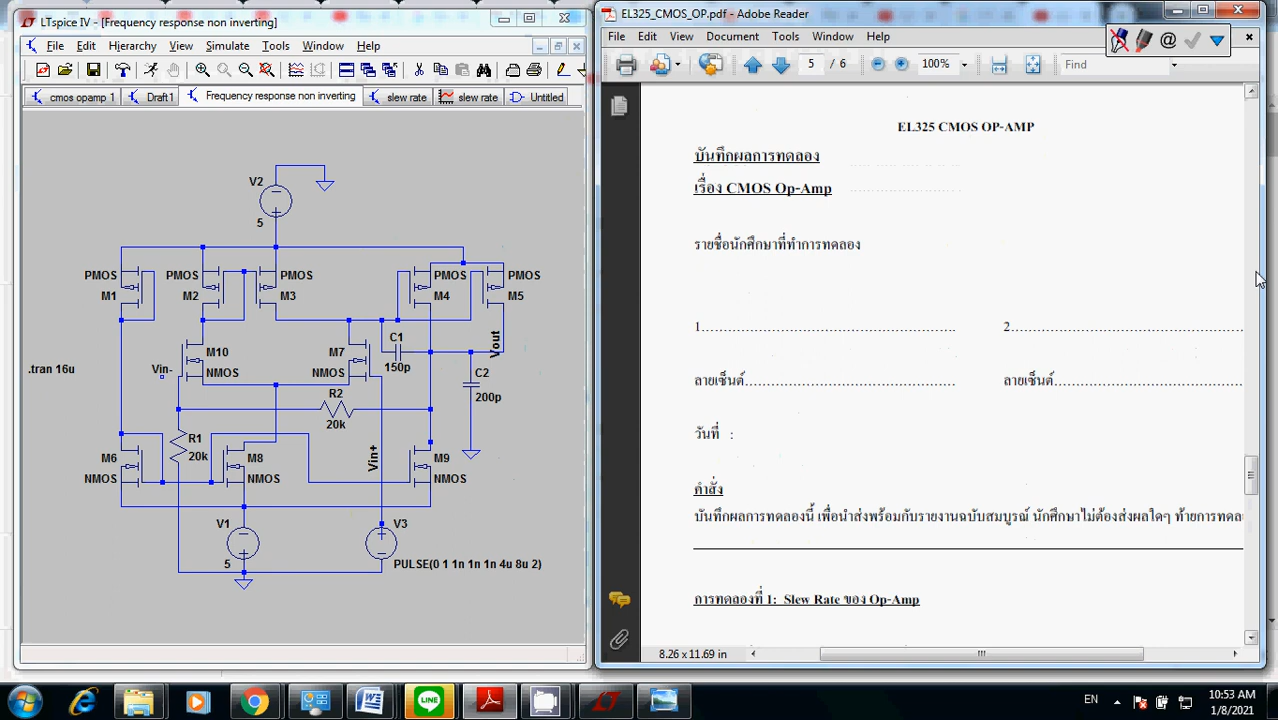 LTspice IV - [Frequency response non inverting]
File Edit Hierarchy View Simulate Tools Window Help
cmos opamp 1 Draft1 Frequency response non inverting slew rate slew rate Untitled
V2
5
PMOS PMOS PMOS PMOS PMOS
M1 M2 M3 M4 M5
M10 M7 C1 Vout
.tran 16u Vin- NMOS NMOS 150p C2
R2 200p
20k
R1
20k
Vin+
M6 M8 M9
NMOS NMOS NMOS
V1 V3
5 PULSE(0 1 1n 1n 1n 4u 8u 2)
EL325_CMOS_OP.pdf - Adobe Reader
File Edit View Document Tools Window Help
5 / 6 100% Find
EL325 CMOS OP-AMP
บันทึกผลการทดลอง
เรื่อง CMOS Op-Amp
รายชื่อนักศึกษาที่ทำการทดลอง
1................................................................ 2............................................................
ลายเซ็นต์..................................................... ลายเซ็นต์................................................
วันที่ :
คำสั่ง
บันทึกผลการทดลองนี้ เพื่อนำส่งพร้อมกับรายงานฉบับสมบูรณ์ นักศึกษาไม่ต้องส่งผลใดๆ ท้ายการทดล
การทดลองที่ 1: Slew Rate ของ Op-Amp
8.26 x 11.69 in
LINE
EN 10:53 AM
1/8/2021